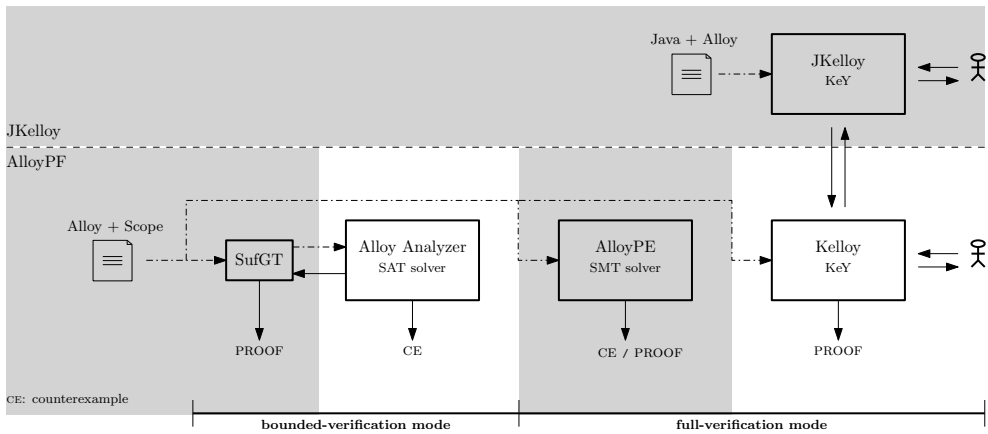 Java + Alloy
JKelloy
KeY
JKelloy
AlloyPF
Alloy + Scope
SufGT
Alloy Analyzer
SAT solver
AlloyPE
SMT solver
Kelloy
KeY
PROOF
CE
CE / PROOF
PROOF
CE: counterexample
bounded-verification mode
full-verification mode